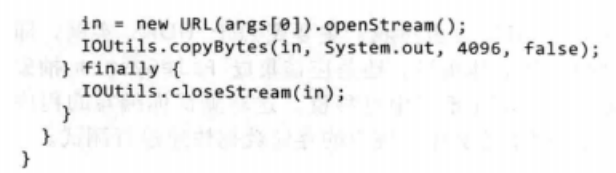 in = new URL(args[0]).openStream();
IOUtils.copyBytes(in, System.out, 4096, false);
} finally {
IOUtils.closeStream(in);
}
}
}